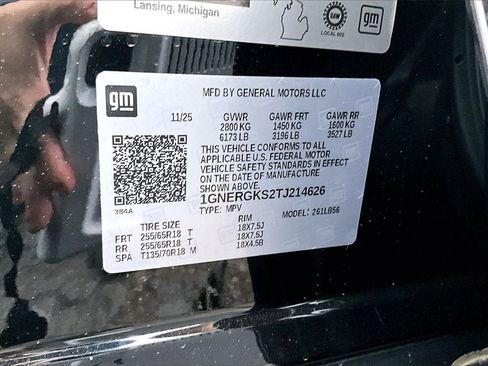 Lansing, Michigan
UAW
LOCAL 602
gm
gm
MFD BY GENERAL MOTORS LLC
11/25 GVWR GAWR FRT GAWR RR
2800 KG 1450 KG 1600 KG
6173 LB 3196 LB 3527 LB
THIS VEHICLE CONFORMS TO ALL
APPLICABLE U.S. FEDERAL MOTOR
VEHICLE SAFETY STANDARDS IN EFFECT
ON THE DATE OF MANUFACTURE
SHOWN ABOVE.
1GNERGKS2TJ214626
TYPE: MPV MODEL: 261LB56
384A
TIRE SIZE RIM
FRT 255/65R18 T 18X7.5J
RR 255/65R18 T 18X7.5J
SPA T135/70R18 M 18X4.5B